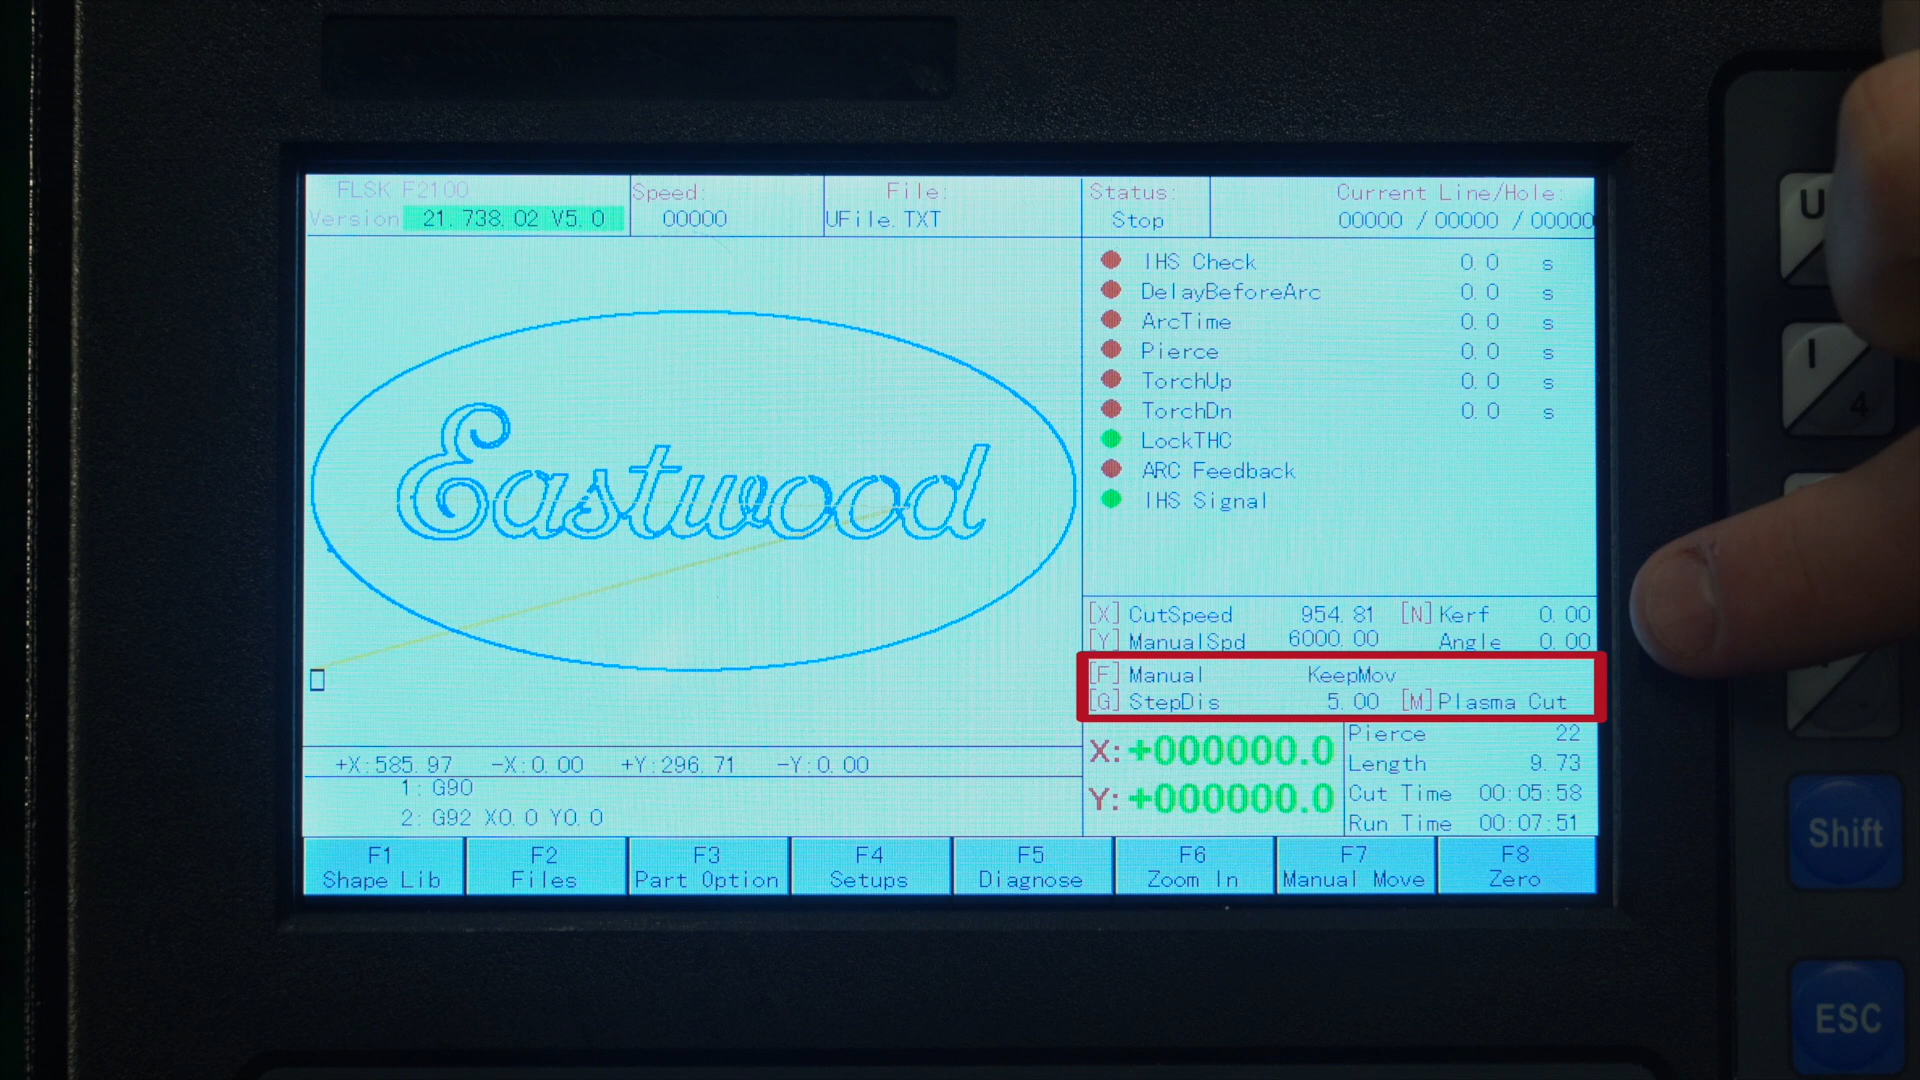 FLSK F2100
Version 21.738.02 V5.0
Speed:
00000
File:
UFile.TXT
Status:
Stop
Current Line/Hole:
00000 /00000 /00000
Eastwood
IHS Check 0.0 s
DelayBeforeArc 0.0 s
ArcTime 0.0 s
Pierce 0.0 s
TorchUp 0.0 s
TorchDn 0.0 s
LockTHC
ARC Feedback
IHS Signal
[X] CutSpeed 954.81 [N] Kerf 0.00
[Y] ManualSpd 6000.00 Angle 0.00
[F] Manual KeepMov
[G] StepDis 5.00 [M] Plasma Cut
X: +000000.0
Y: +000000.0
Pierce 22
Length 9.73
Cut Time 00:05:58
Run Time 00:07:51
+X:585.97 -X:0.00 +Y:296.71 -Y:0.00
1: G90
2: G92 X0.0 Y0.0
F1 Shape Lib
F2 Files
F3 Part Option
F4 Setups
F5 Diagnose
F6 Zoom In
F7 Manual Move
F8 Zero
U
I
4
Shift
ESC